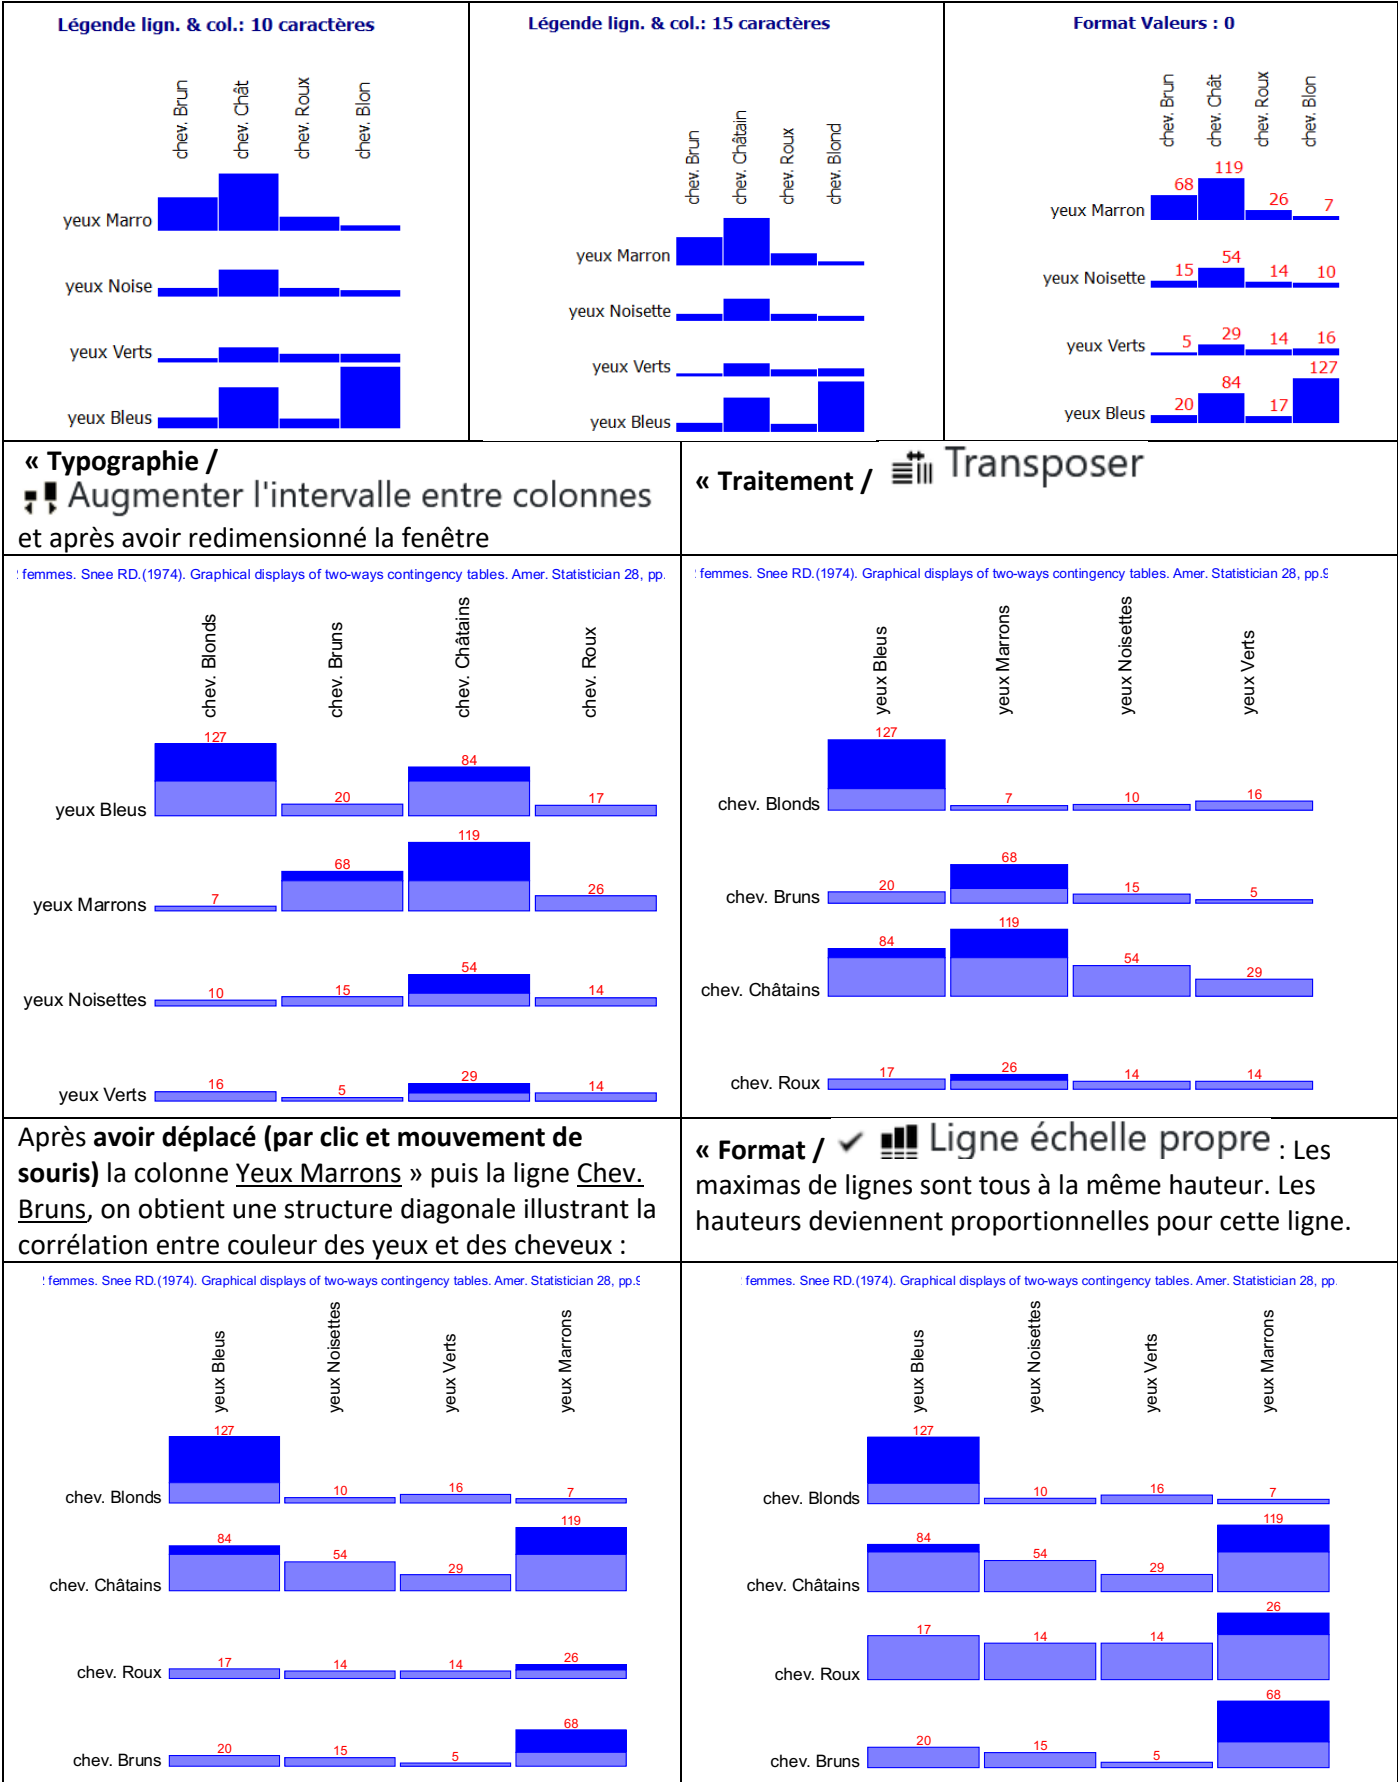 Légende lign. & col.: 10 caractères
chev. Brun
chev. Chât
chev. Roux
chev. Blon
yeux Marro
yeux Noise
yeux Verts
yeux Bleus
Légende lign. & col.: 15 caractères
chev. Brun
chev. Châtain
chev. Roux
chev. Blond
yeux Marron
yeux Noisette
yeux Verts
yeux Bleus
Format Valeurs : 0
chev. Brun
chev. Chât
chev. Roux
chev. Blon
yeux Marron 68 119 26 7
yeux Noisette 15 54 14 10
yeux Verts 5 29 14 16
yeux Bleus 20 84 17 127
« Typographie /
Augmenter l'intervalle entre colonnes
et après avoir redimensionné la fenêtre
« Traitement / Transposer
femmes. Snee RD.(1974). Graphical displays of two-ways contingency tables. Amer. Statistician 28, pp.
chev. Blonds
chev. Bruns
chev. Châtains
chev. Roux
yeux Bleus 127 20 84 17
yeux Marrons 7 68 119 26
yeux Noisettes 10 15 54 14
yeux Verts 16 5 29 14
femmes. Snee RD.(1974). Graphical displays of two-ways contingency tables. Amer. Statistician 28, pp.9
yeux Bleus
yeux Marrons
yeux Noisettes
yeux Verts
chev. Blonds 127 7 10 16
chev. Bruns 20 68 15 5
chev. Châtains 84 119 54 29
chev. Roux 17 26 14 14
Après avoir déplacé (par clic et mouvement de
souris) la colonne Yeux Marrons » puis la ligne Chev.
Bruns, on obtient une structure diagonale illustrant la
corrélation entre couleur des yeux et des cheveux :
« Format / ✓ Ligne échelle propre : Les
maximas de lignes sont tous à la même hauteur. Les
hauteurs deviennent proportionnelles pour cette ligne.
femmes. Snee RD.(1974). Graphical displays of two-ways contingency tables. Amer. Statistician 28, pp.9
yeux Bleus
yeux Noisettes
yeux Verts
yeux Marrons
chev. Blonds 127 10 16 7
chev. Châtains 84 54 29 119
chev. Roux 17 14 14 26
chev. Bruns 20 15 5 68
femmes. Snee RD.(1974). Graphical displays of two-ways contingency tables. Amer. Statistician 28, pp.
yeux Bleus
yeux Noisettes
yeux Verts
yeux Marrons
chev. Blonds 127 10 16 7
chev. Châtains 84 54 29 119
chev. Roux 17 14 14 26
chev. Bruns 20 15 5 68